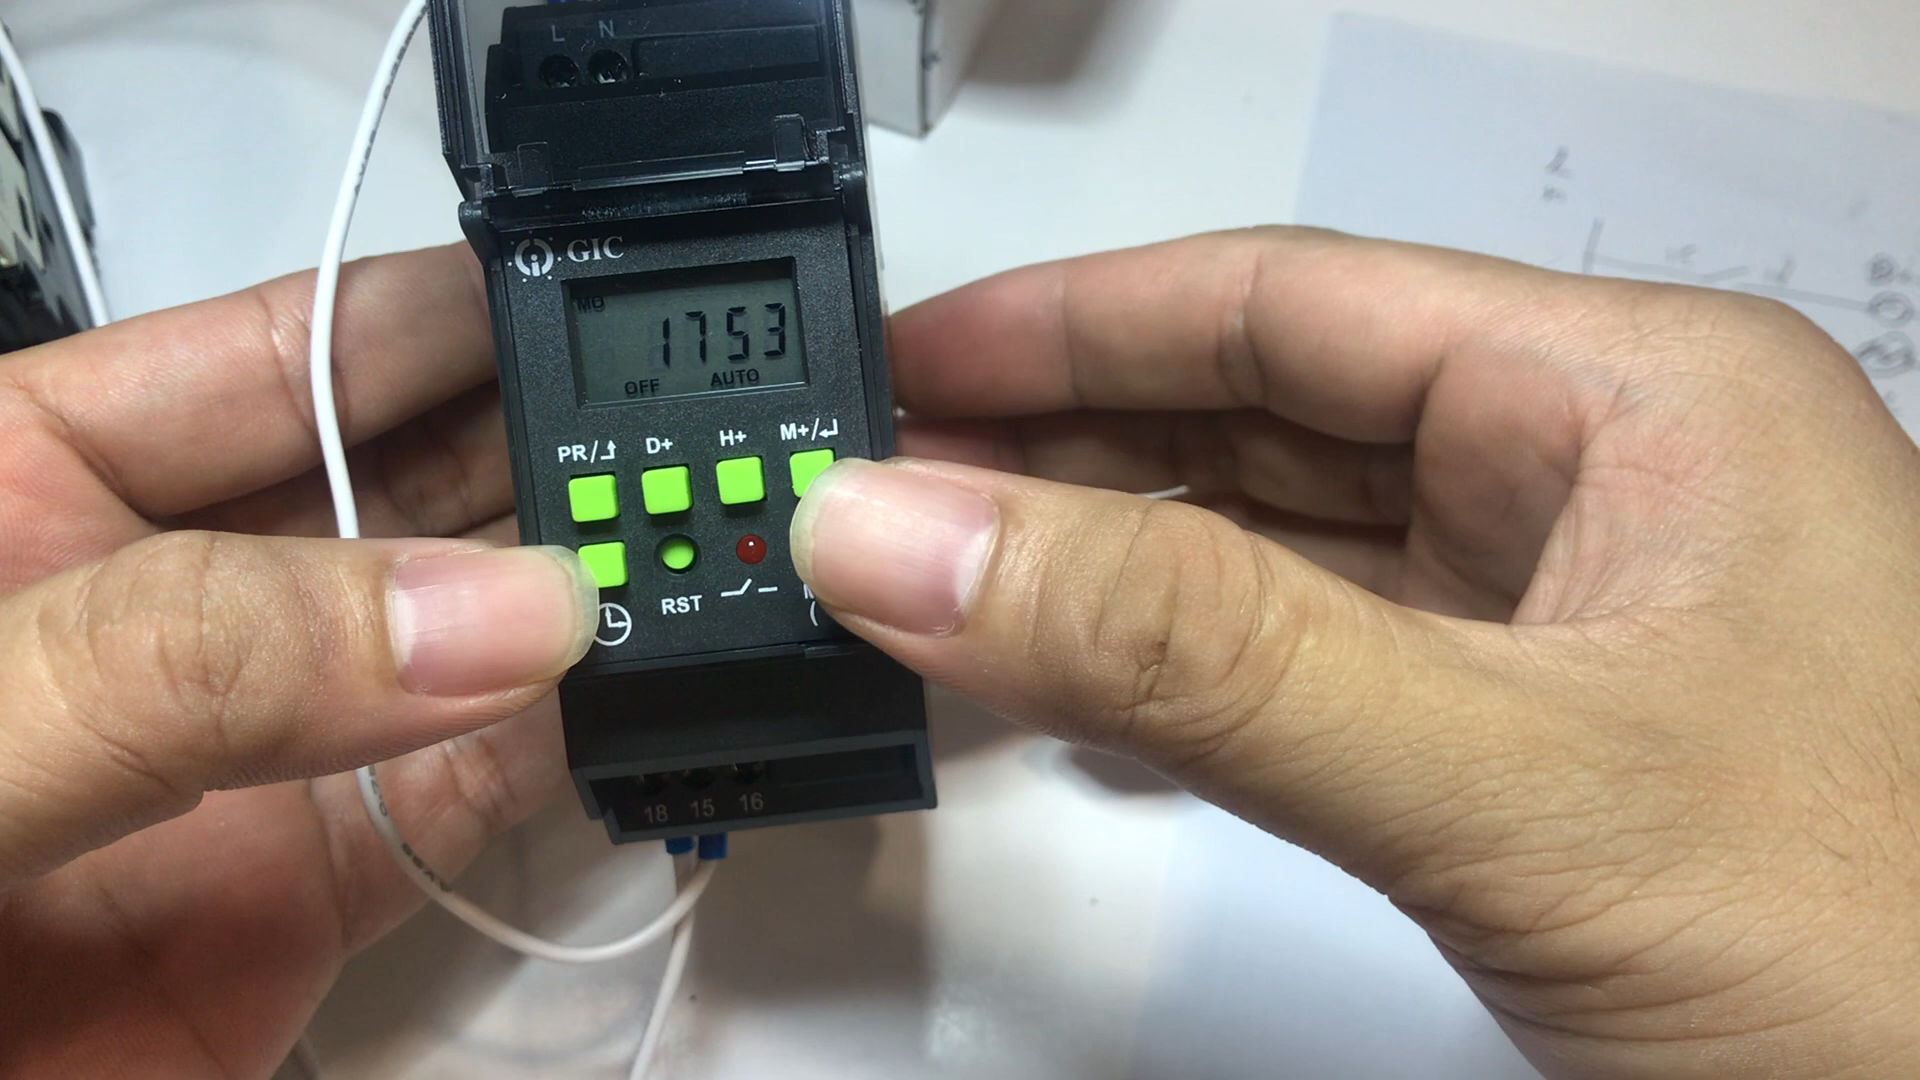 L N
GIC
MO
1753
OFF AUTO
PR/ D+ H+ M+/
RST
18 15 16